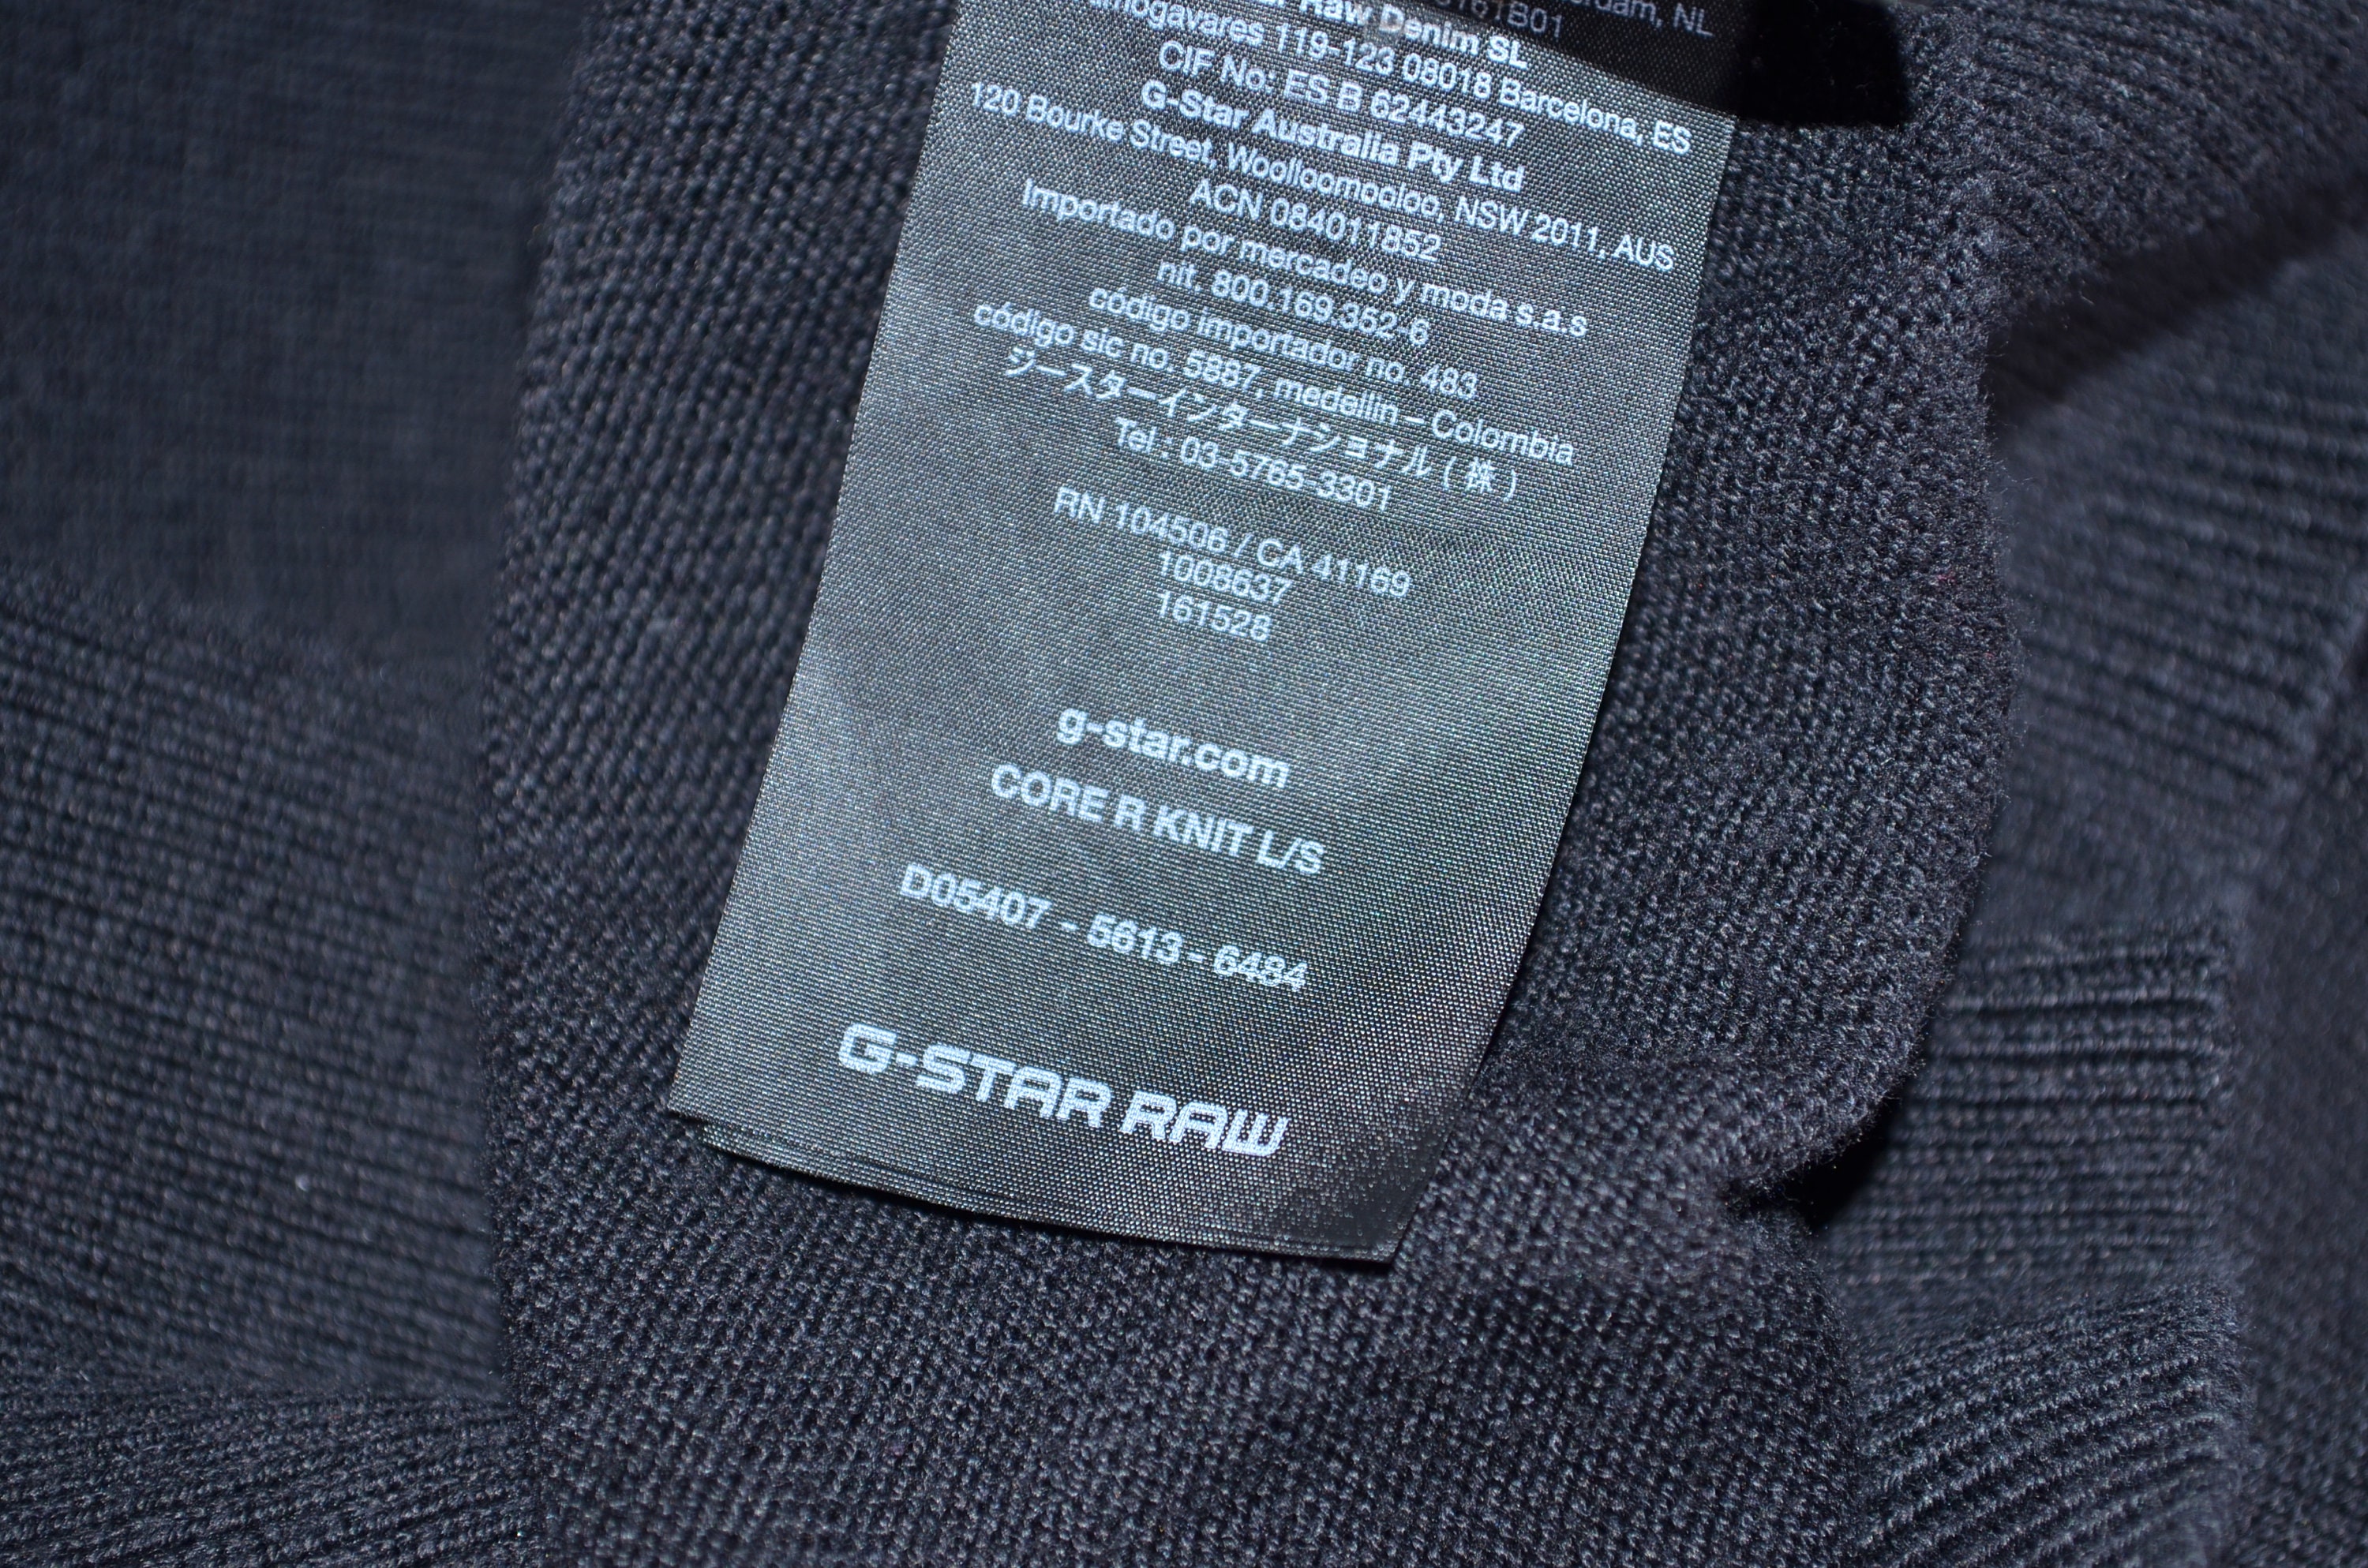 dam, NL
B01
Raw Denim SL
mogavares 119-123 08018 Barcelona, ES
CIF No: ES B 62443247
G-Star Australia Pty Ltd
120 Bourke Street, Woolloomooloo, NSW 2011, AUS
ACN 084011852
Importado por mercadeo y moda s.a.s
nit. 800.169.352-6
código importador no. 483
código sic no. 5887, medellin – Colombia
ジースターインターナショナル ( 株 )
Tel : 03-5765-3301
RN 104506 / CA 41169
1008637
161528
g-star.com
CORE R KNIT L/S
D05407 - 5613 - 6484
G-STAR RAW